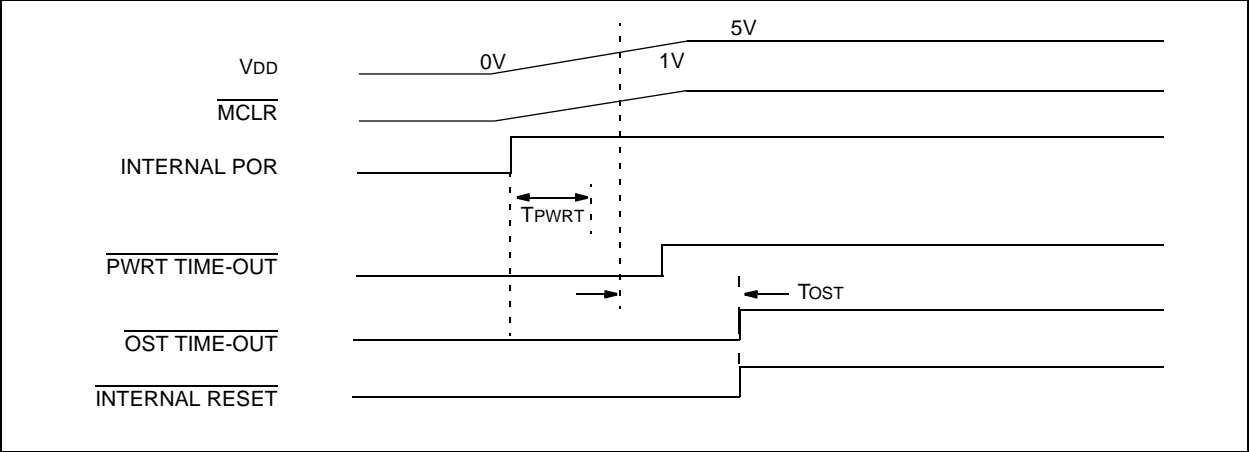 5V
VDD 0V 1V
MCLR
INTERNAL POR
TPWRT
PWRT TIME-OUT
TOST
OST TIME-OUT
INTERNAL RESET